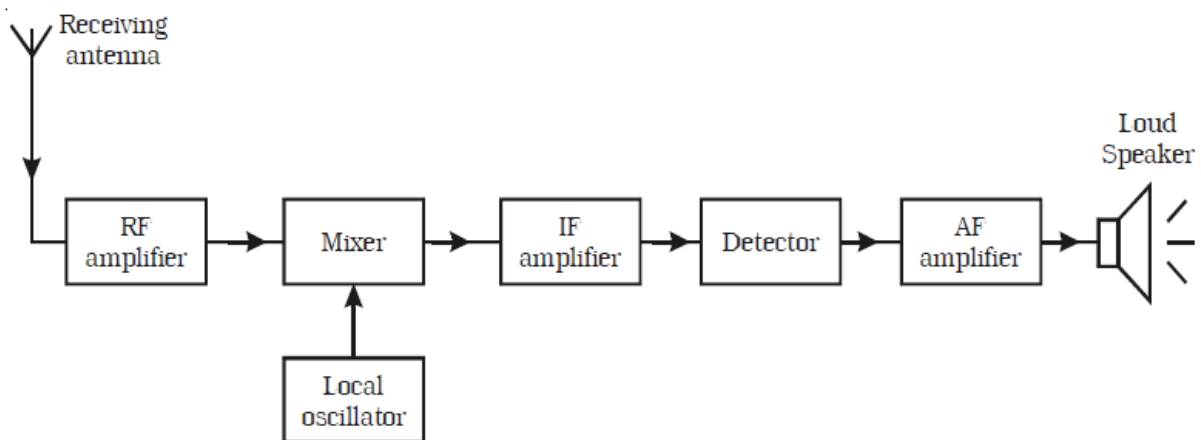 Receiving
antenna
Loud
Speaker
RF
amplifier
Mixer
IF
amplifier
Detector
AF
amplifier
Local
oscillator